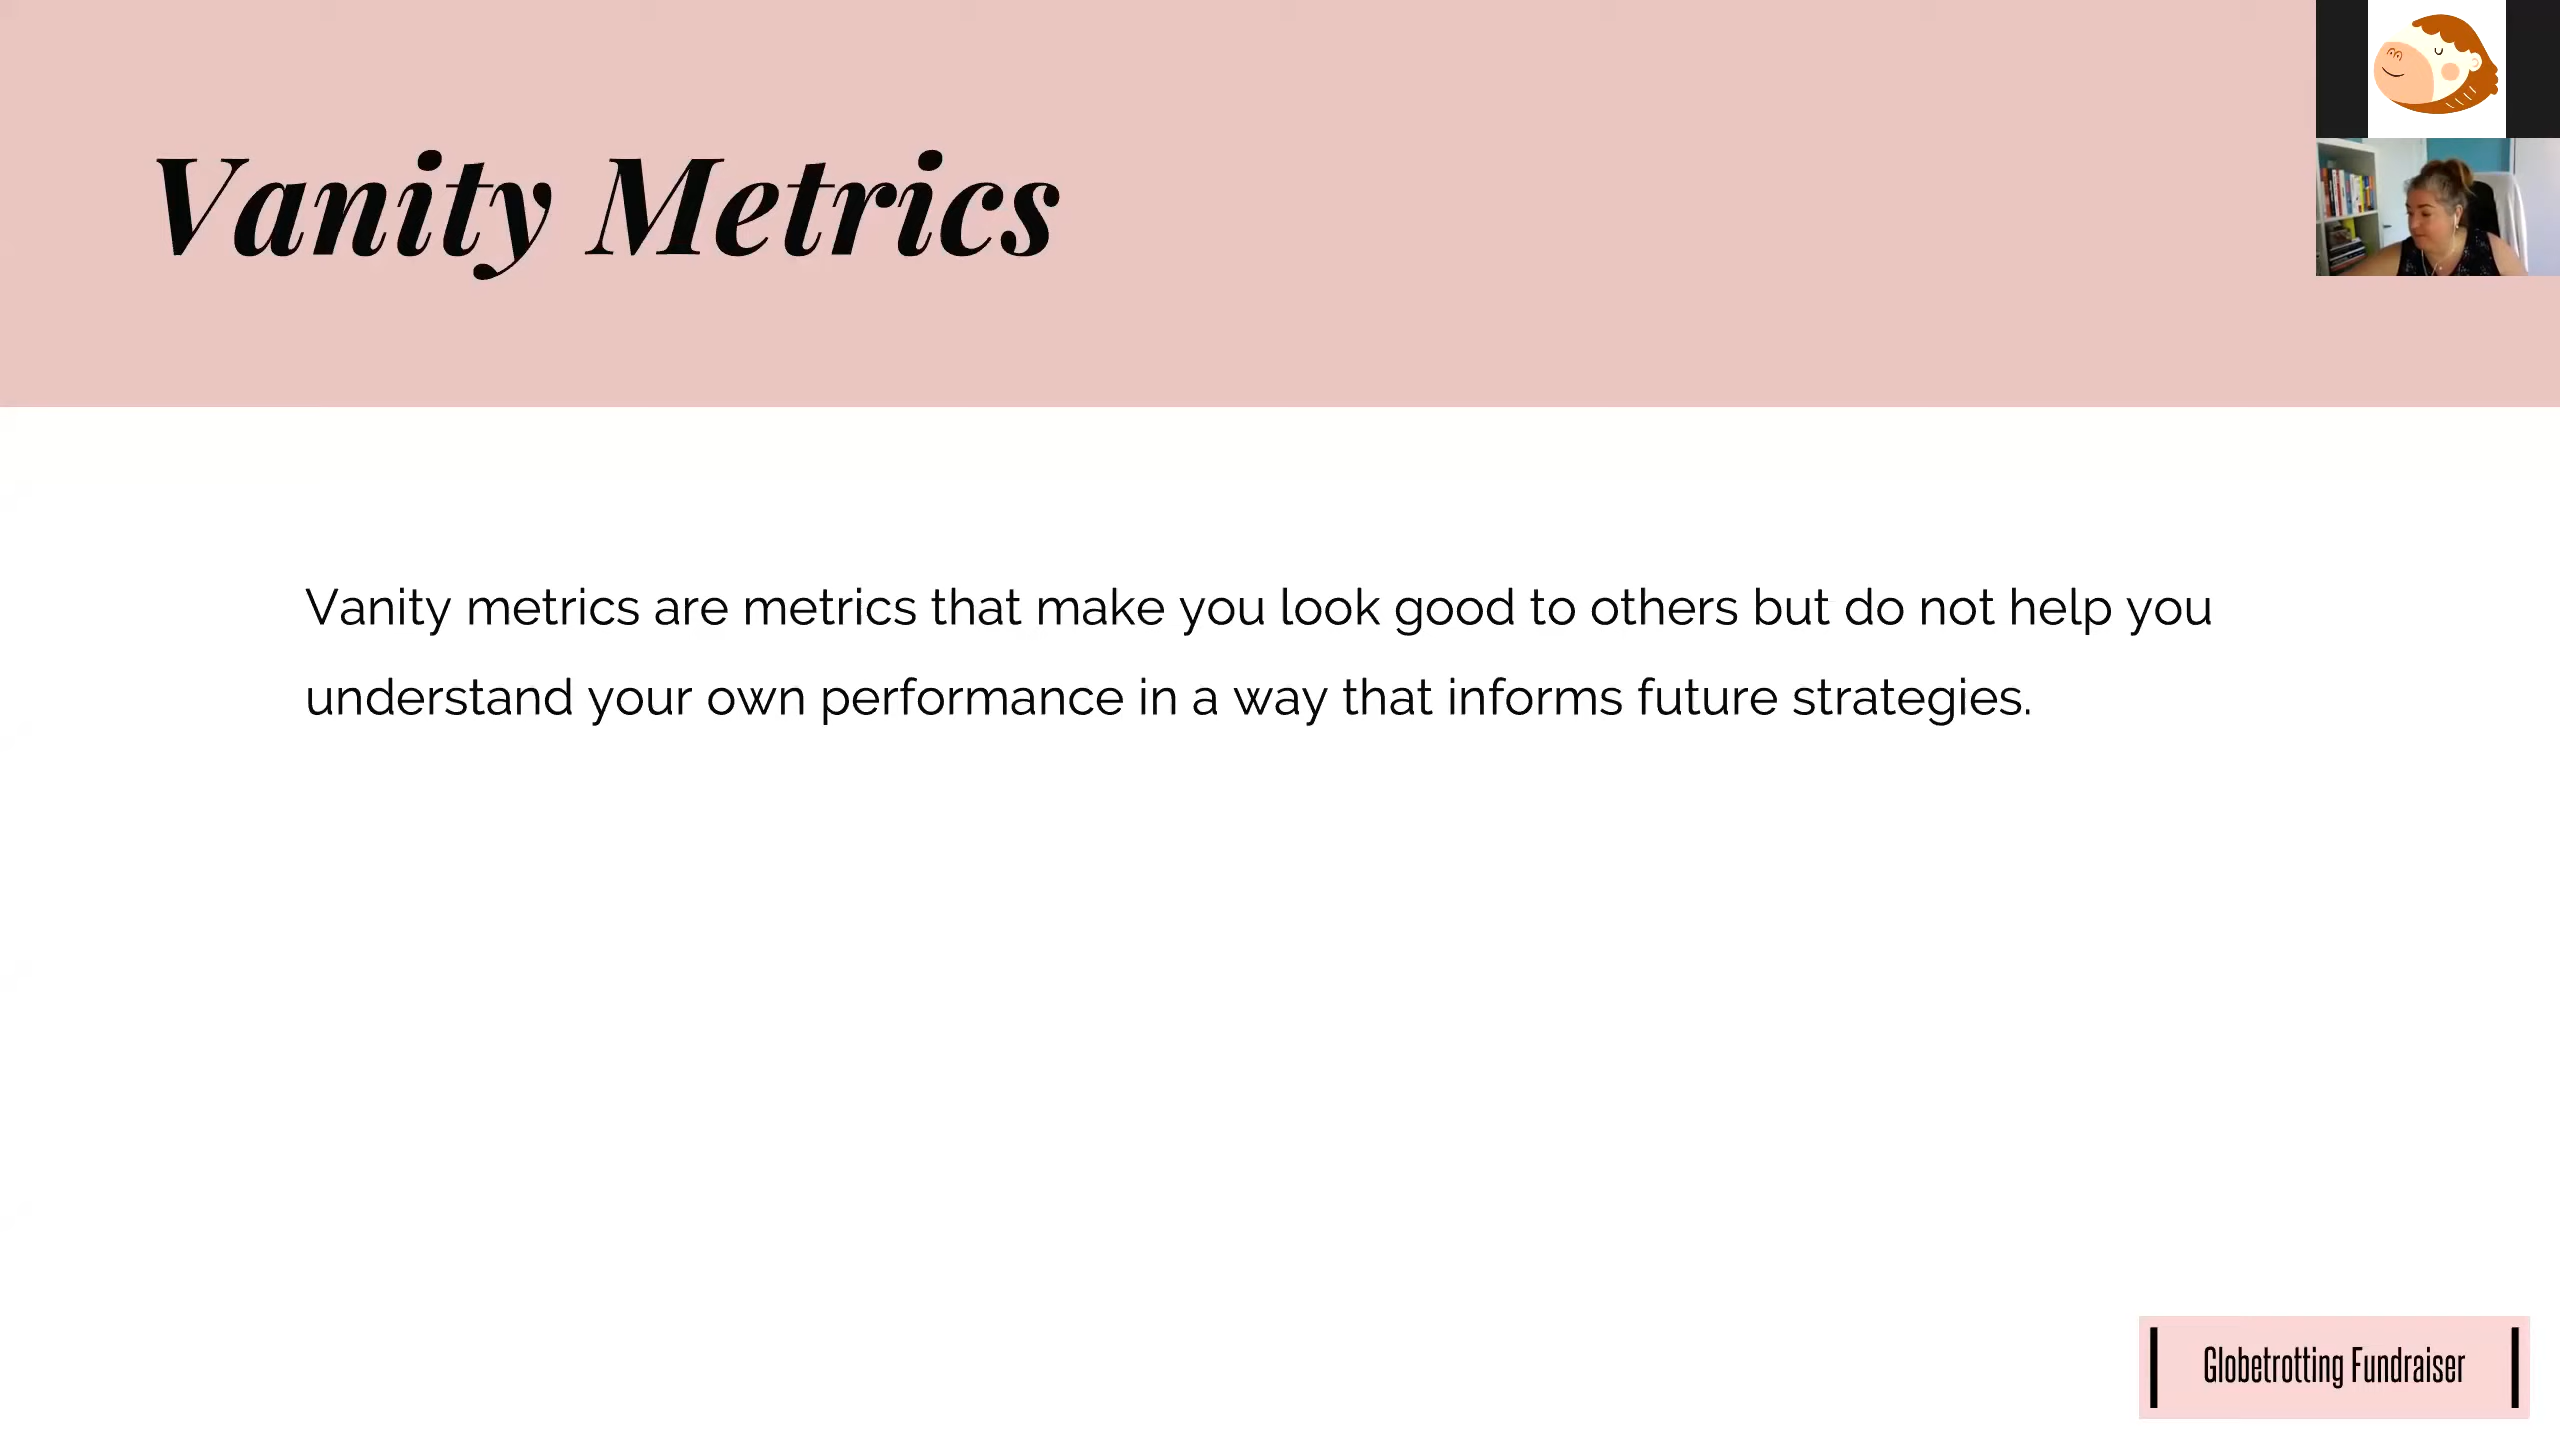 Vanity Metrics
Vanity metrics are metrics that make you look good to others but do not help you
understand your own performance in a way that informs future strategies.
Globetrotting Fundraiser